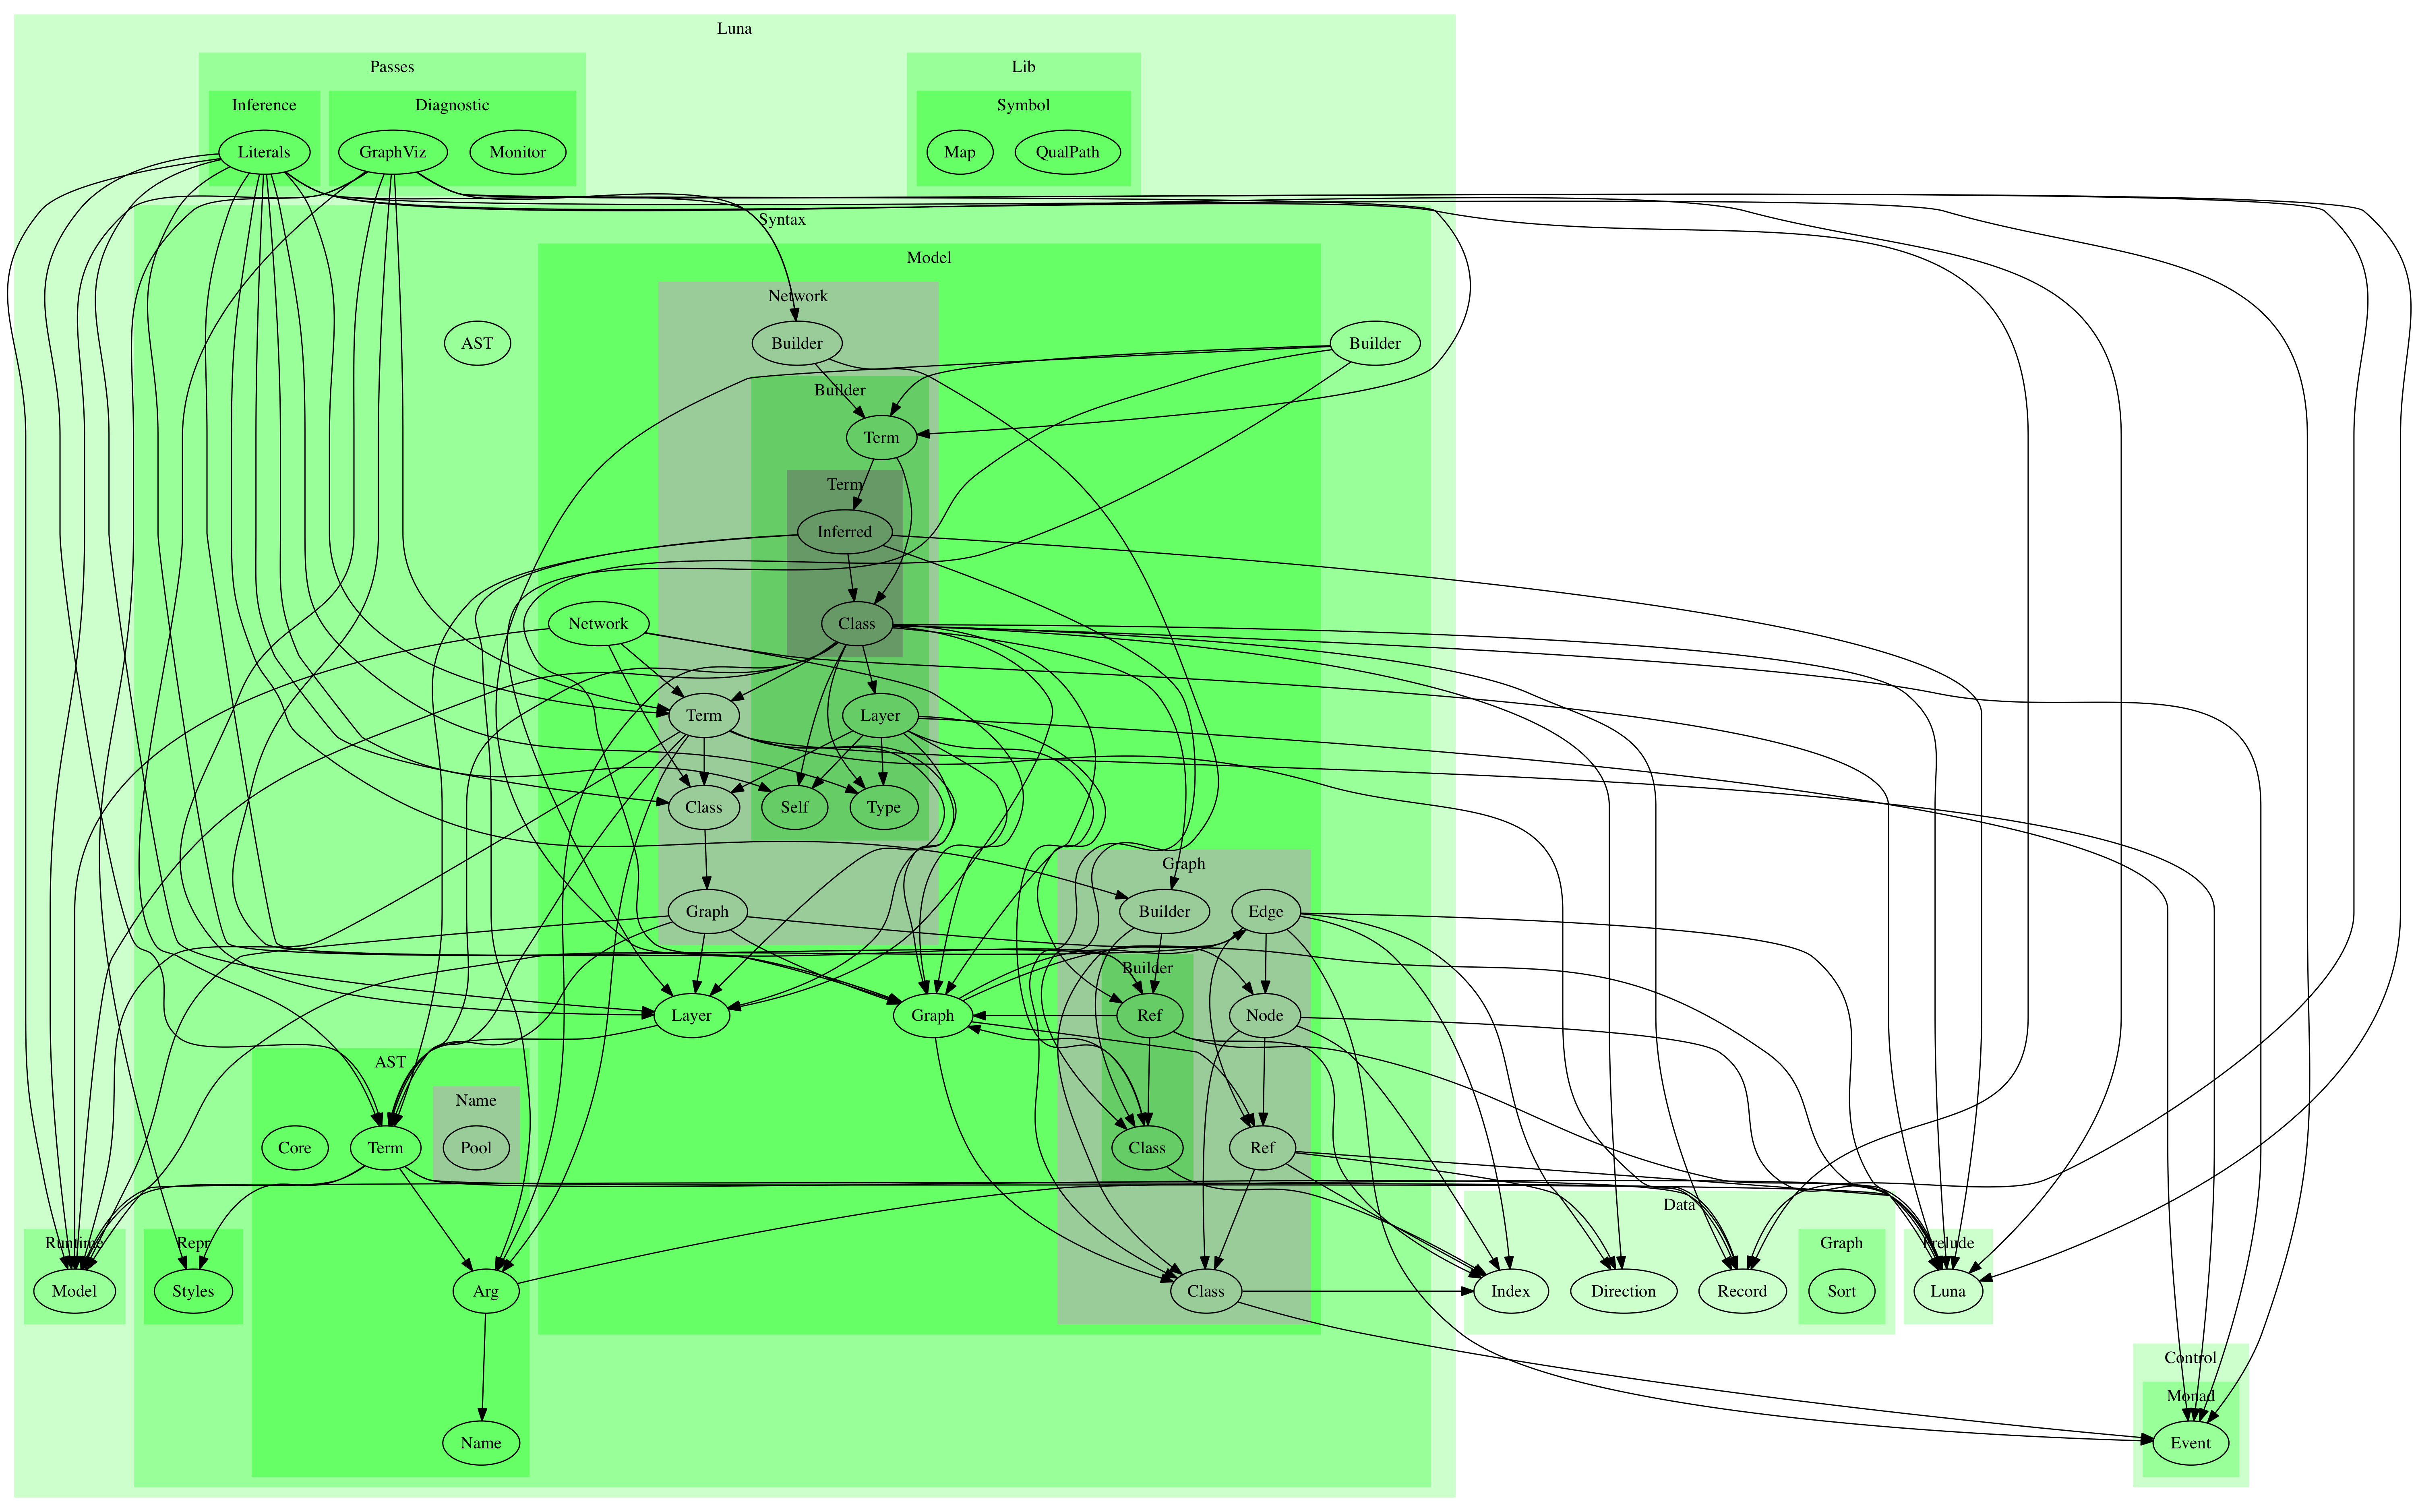 Luna
Passes
Lib
Inference
Diagnostic
Symbol
Literals
GraphViz
Monitor
Map
QualPath
Syntax
Model
Network
AST
Builder
Builder
Builder
Term
Term
Inferred
Network
Class
Term
Layer
Class
Self
Type
Graph
Graph
Builder
Edge
Builder
Layer
Graph
Ref
Node
AST
Name
Core
Term
Pool
Class
Ref
Data
Runtime
Repr
Graph
Prelude
Model
Styles
Arg
Class
Index
Direction
Record
Sort
Luna
Control
Monad
Name
Event